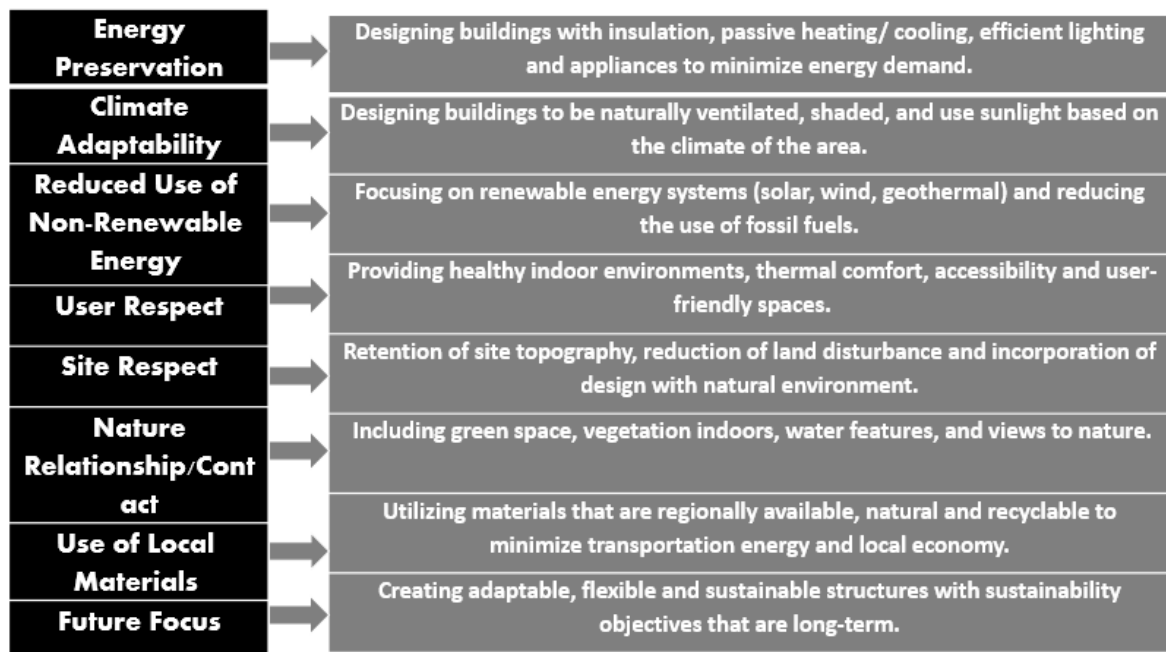 Energy
Preservation
Designing buildings with insulation, passive heating/ cooling, efficient lighting
and appliances to minimize energy demand.
Climate
Adaptability
Designing buildings to be naturally ventilated, shaded, and use sunlight based on
the climate of the area.
Reduced Use of
Non-Renewable
Energy
Focusing on renewable energy systems (solar, wind, geothermal) and reducing
the use of fossil fuels.
User Respect
Providing healthy indoor environments, thermal comfort, accessibility and user-
friendly spaces.
Site Respect
Retention of site topography, reduction of land disturbance and incorporation of
design with natural environment.
Nature
Relationship/Cont
act
Including green space, vegetation indoors, water features, and views to nature.
Use of Local
Materials
Utilizing materials that are regionally available, natural and recyclable to
minimize transportation energy and local economy.
Future Focus
Creating adaptable, flexible and sustainable structures with sustainability
objectives that are long-term.